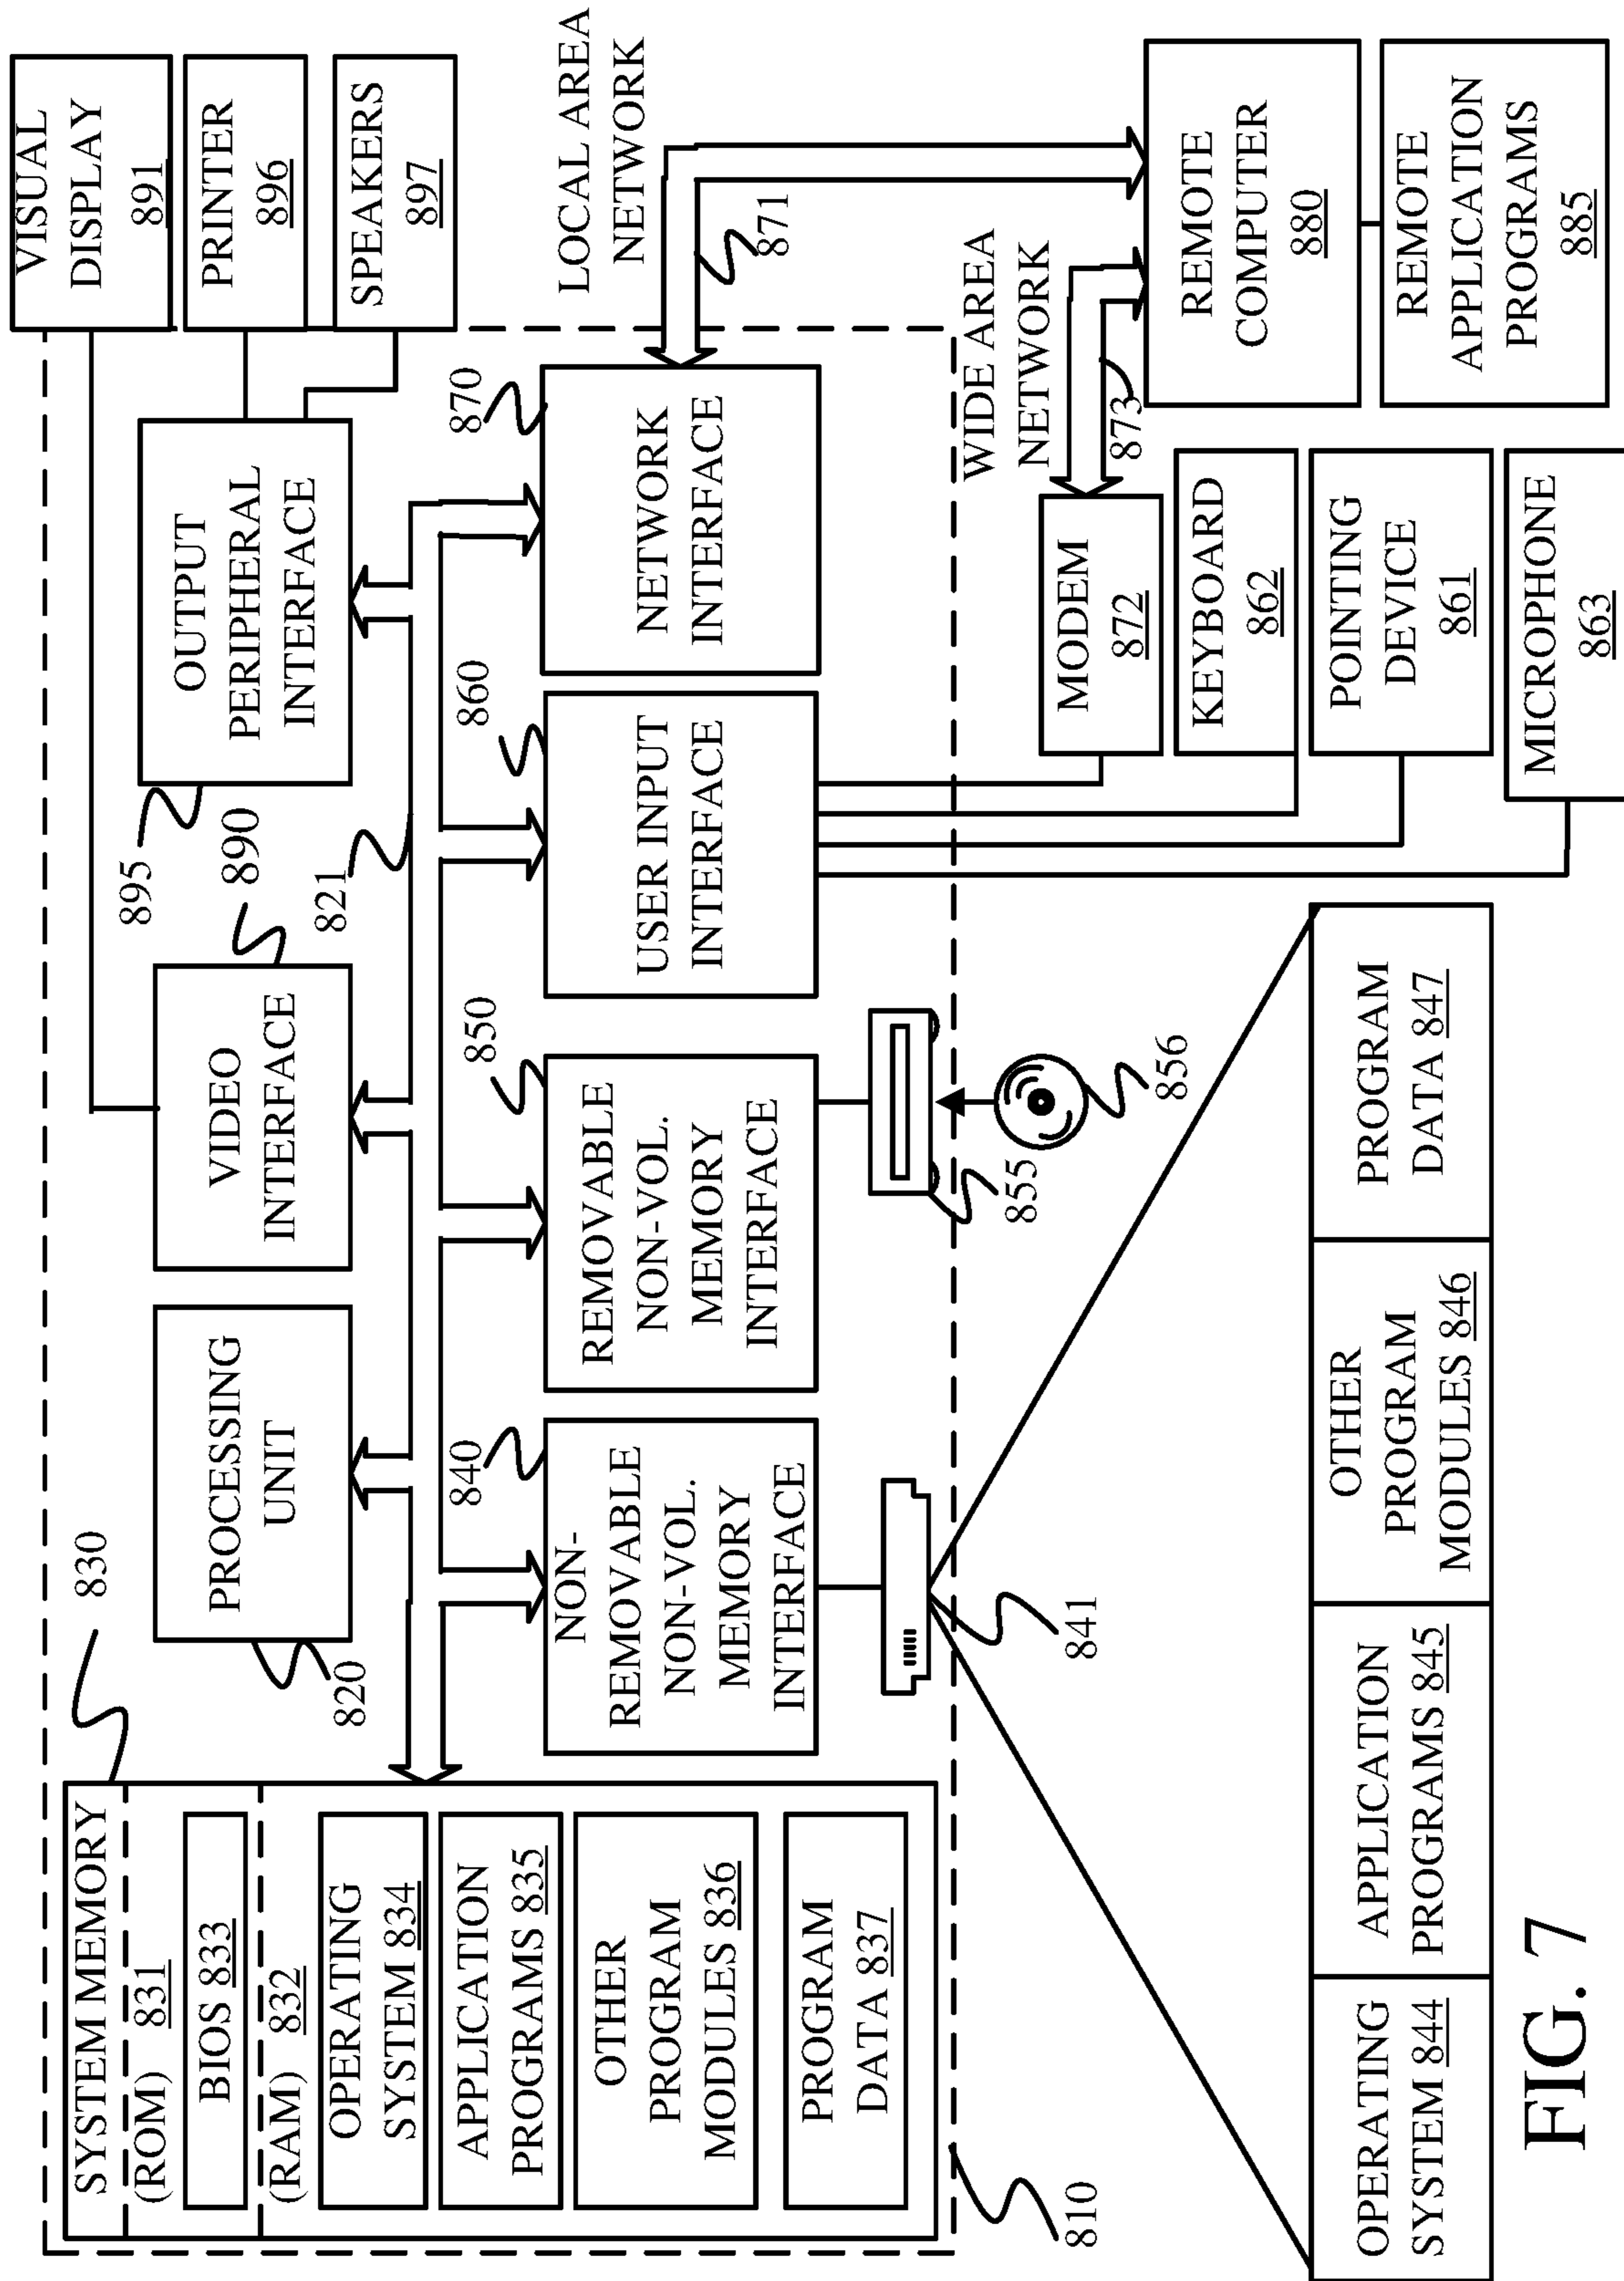 SYSTEM MEMORY
(ROM) 831
BIOS 833
(RAM) 832
OPERATING
SYSTEM 834
APPLICATION
PROGRAMS 835
OTHER
PROGRAM
MODULES 836
PROGRAM
DATA 837
830
820
PROCESSING
UNIT
VIDEO
INTERFACE
890
895
821
OUTPUT
PERIPHERAL
INTERFACE
VISUAL
DISPLAY
891
PRINTER
896
SPEAKERS
897
840
NON-
REMOVABLE
NON-VOL.
MEMORY
INTERFACE
850
REMOVABLE
NON-VOL.
MEMORY
INTERFACE
860
USER INPUT
INTERFACE
870
NETWORK
INTERFACE
LOCAL AREA
NETWORK
871
810
841
855
856
WIDE AREA
NETWORK
873
MODEM
872
KEYBOARD
862
POINTING
DEVICE
861
MICROPHONE
863
REMOTE
COMPUTER
880
REMOTE
APPLICATION
PROGRAMS
885
OPERATING
SYSTEM 844
APPLICATION
PROGRAMS 845
OTHER
PROGRAM
MODULES 846
PROGRAM
DATA 847
FIG. 7